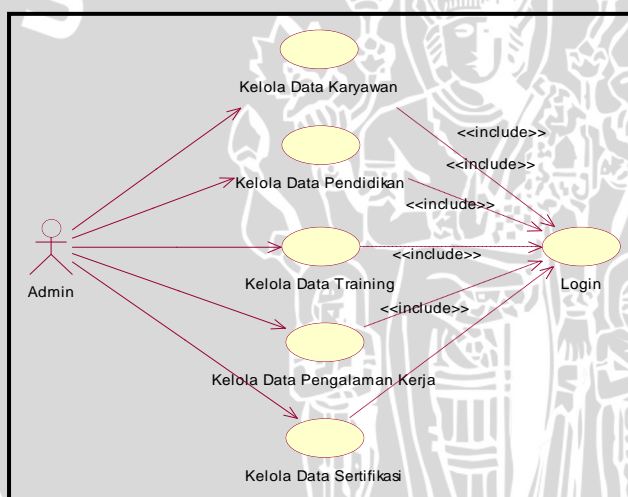 Kelola Data Karyawan
<<include>>
<<include>>
Kelola Data Pendidikan
<<include>>
<<include>>
Kelola Data Training
Login
Admin
<<include>>
Kelola Data Pengalaman Kerja
Kelola Data Sertifikasi